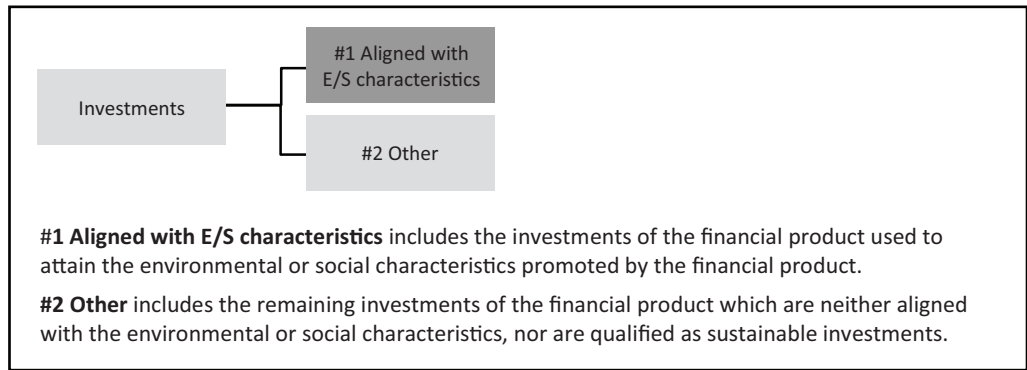 #1 Aligned with
E/S characteristics
Investments
#2 Other
#1 Aligned with E/S characteristics includes the investments of the financial product used to
attain the environmental or social characteristics promoted by the financial product.
#2 Other includes the remaining investments of the financial product which are neither aligned
with the environmental or social characteristics, nor are qualified as sustainable investments.